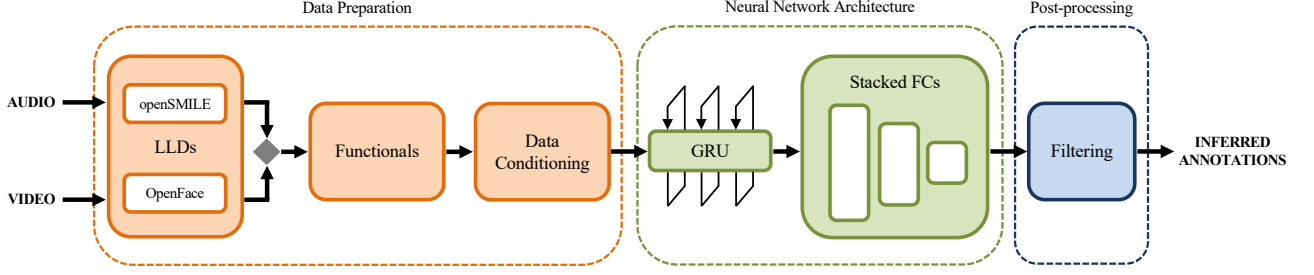 Data Preparation
Neural Network Architecture
Post-processing
AUDIO
VIDEO
openSMILE
LLDs
OpenFace
Functionals
Data
Conditioning
GRU
Stacked FCs
Filtering
INFERRED
ANNOTATIONS